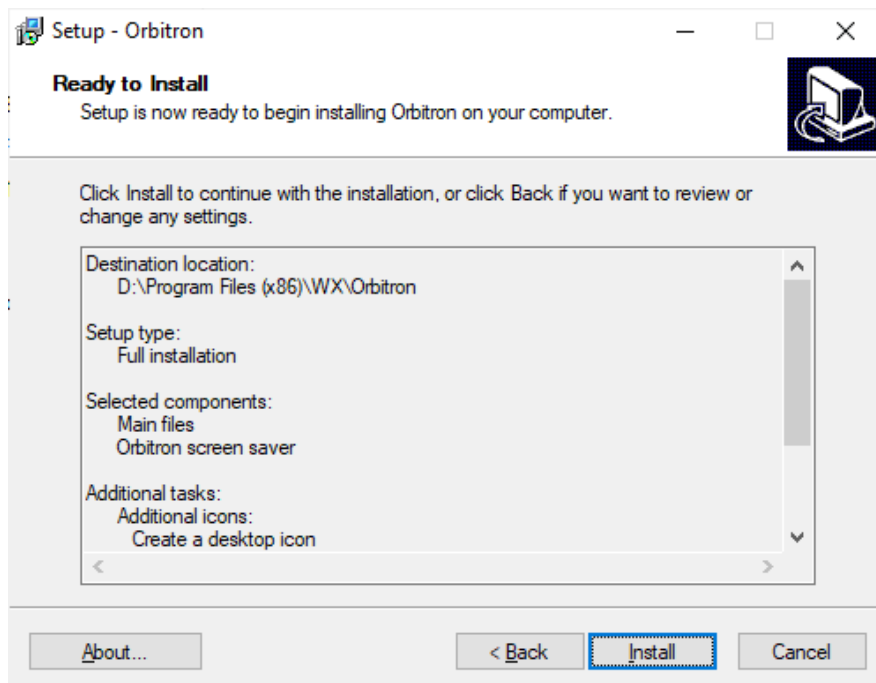 Setup - Orbitron
Ready to Install
Setup is now ready to begin installing Orbitron on your computer.
Click Install to continue with the installation, or click Back if you want to review or
change any settings.
Destination location:
D:\Program Files (x86)\WX\Orbitron
Setup type:
Full installation
Selected components:
Main files
Orbitron screen saver
Additional tasks:
Additional icons:
Create a desktop icon
About...
< Back
Install
Cancel